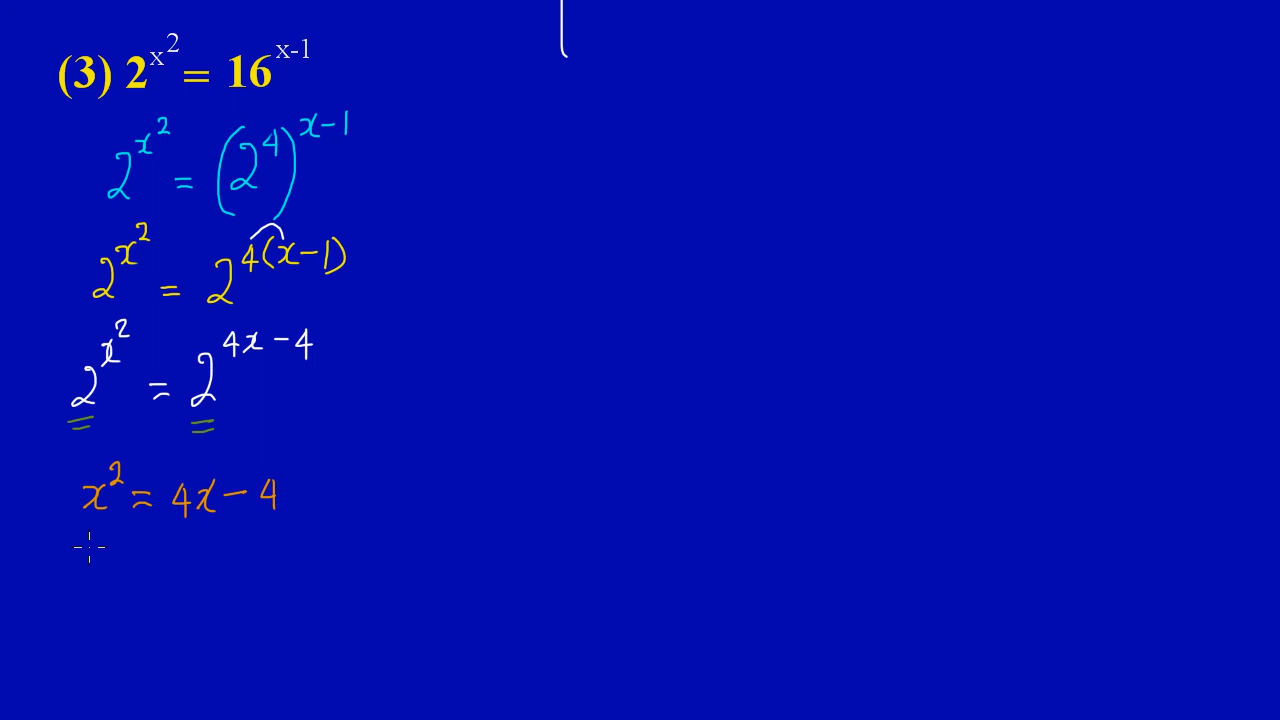 (3) 2^{x^2} = 16^{x-1}
2^{x^2} = (2^4)^{x-1}
2^{x^2} = 2^{4(x-1)}
2^{x^2} = 2^{4x-4}
x^2 = 4x - 4